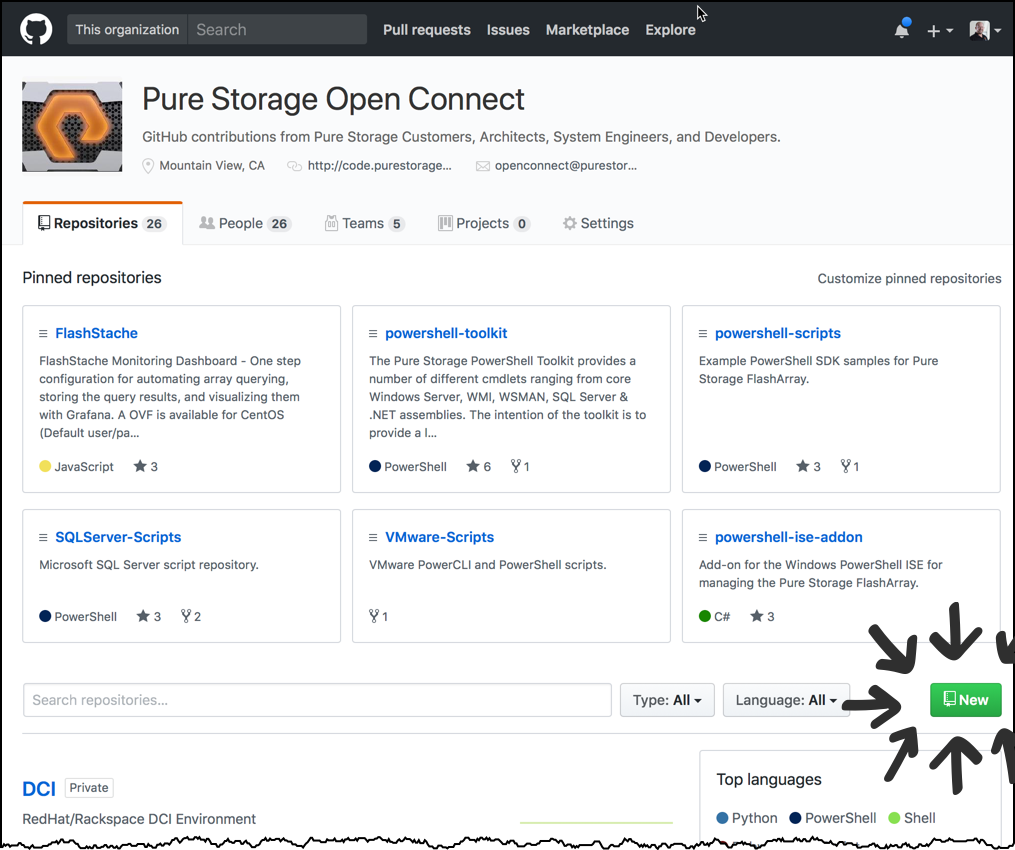 This organization Search Pull requests Issues Marketplace Explore
Pure Storage Open Connect
GitHub contributions from Pure Storage Customers, Architects, System Engineers, and Developers.
Mountain View, CA http://code.purestorage... openconnect@purestor...
Repositories 26 People 26 Teams 5 Projects 0 Settings
Pinned repositories Customize pinned repositories
FlashStache
FlashStache Monitoring Dashboard - One step
configuration for automating array querying,
storing the query results, and visualizing them
with Grafana. A OVF is available for CentOS
(Default user/pa...
JavaScript 3
powershell-toolkit
The Pure Storage PowerShell Toolkit provides a
number of different cmdlets ranging from core
Windows Server, WMI, WSMAN, SQL Server &
.NET assemblies. The intention of the toolkit is to
provide a l...
PowerShell 6 1
powershell-scripts
Example PowerShell SDK samples for Pure
Storage FlashArray.
PowerShell 3 1
SQLServer-Scripts
Microsoft SQL Server script repository.
PowerShell 3 2
VMware-Scripts
VMware PowerCLI and PowerShell scripts.
1
powershell-ise-addon
Add-on for the Windows PowerShell ISE for
managing the Pure Storage FlashArray.
C# 3
Search repositories... Type: All Language: All New
DCI Private
RedHat/Rackspace DCI Environment
Top languages
Python PowerShell Shell